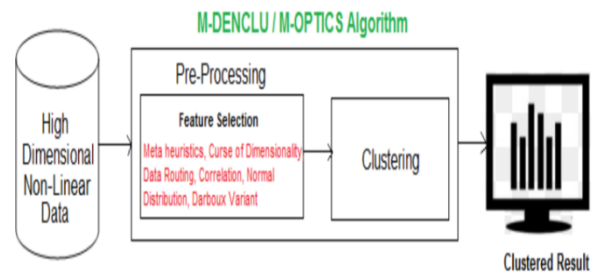 M-DENCLU / M-OPTICS Algorithm
Pre-Processing
High
Dimensional
Non-Linear
Data
Feature Selection
Meta heuristics, Curse of Dimensionality
Data Routing, Correlation, Normal
Distribution, Darboux Variant
Clustering
Clustered Result